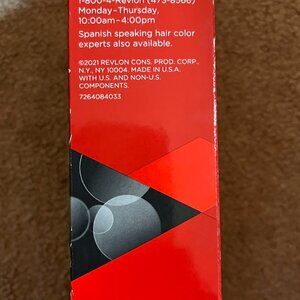 1-800-4-Revlon (473-8566)
Monday–Thursday,
10:00am–4:00pm
Spanish speaking hair color
experts also available.
©2021 REVLON CONS. PROD. CORP.,
N.Y., NY 10004. MADE IN U.S.A.
WITH U.S. AND NON-U.S.
COMPONENTS.
7264084033